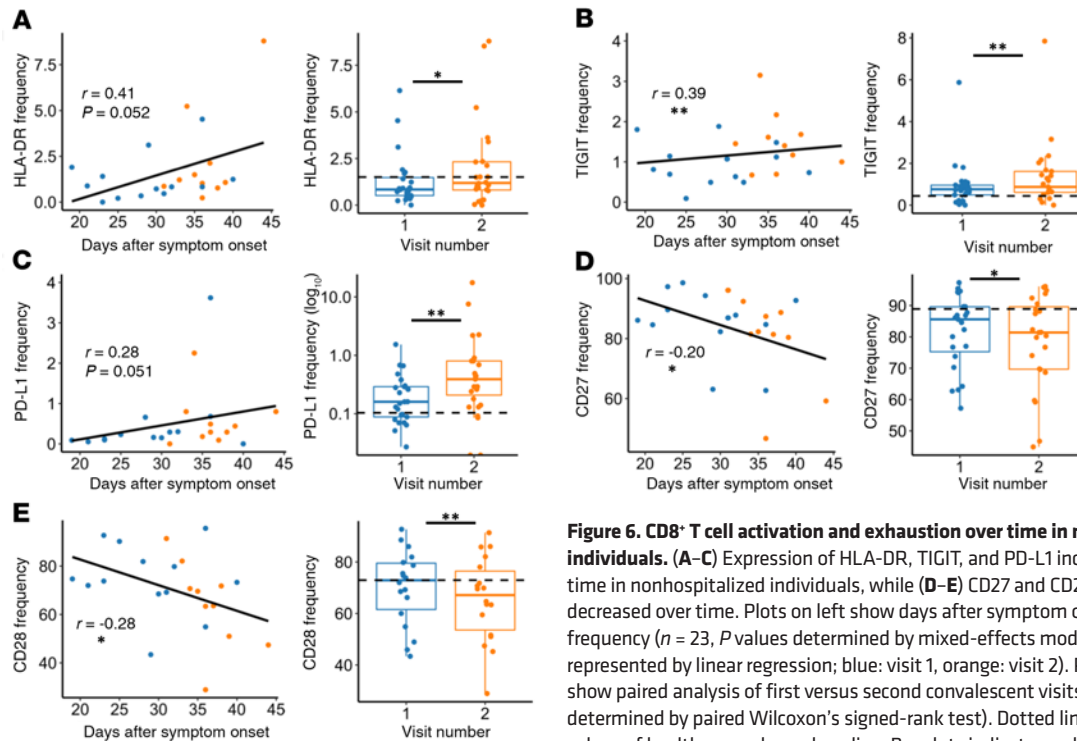 A
HLA-DR frequency
7.5
5.0
2.5
0.0
r = 0.41
P = 0.052
20 25 30 35 40 45
Days after symptom onset
HLA-DR frequency
7.5
5.0
2.5
0.0
*
1 2
Visit number
B
TIGIT frequency
4
3
2
1
0
r = 0.39
**
20 25 30 35 40 45
Days after symptom onset
TIGIT frequency
8
6
4
2
0
**
1 2
Visit number
C
PD-L1 frequency
4
3
2
1
0
r = 0.28
P = 0.051
20 25 30 35 40 45
Days after symptom onset
PD-L1 frequency (log10)
10.0
1.0
0.1
**
1 2
Visit number
D
CD27 frequency
100
80
60
r = -0.20
*
20 25 30 35 40 45
Days after symptom onset
CD27 frequency
90
80
70
60
50
*
1 2
Visit number
E
CD28 frequency
80
60
40
r = -0.28
*
20 25 30 35 40 45
Days after symptom onset
CD28 frequency
80
60
40
**
1 2
Visit number
Figure 6. CD8+ T cell activation and exhaustion over time in
individuals. (A–C) Expression of HLA-DR, TIGIT, and PD-L1
time in nonhospitalized individuals, while (D–E) CD27 and
decreased over time. Plots on left show days after symptom
frequency (n = 23, P values determined by mixed-effects
represented by linear regression; blue: visit 1, orange: visit 2).
show paired analysis of first versus second convalescent visits
determined by paired Wilcoxon's signed-rank test). Dotted